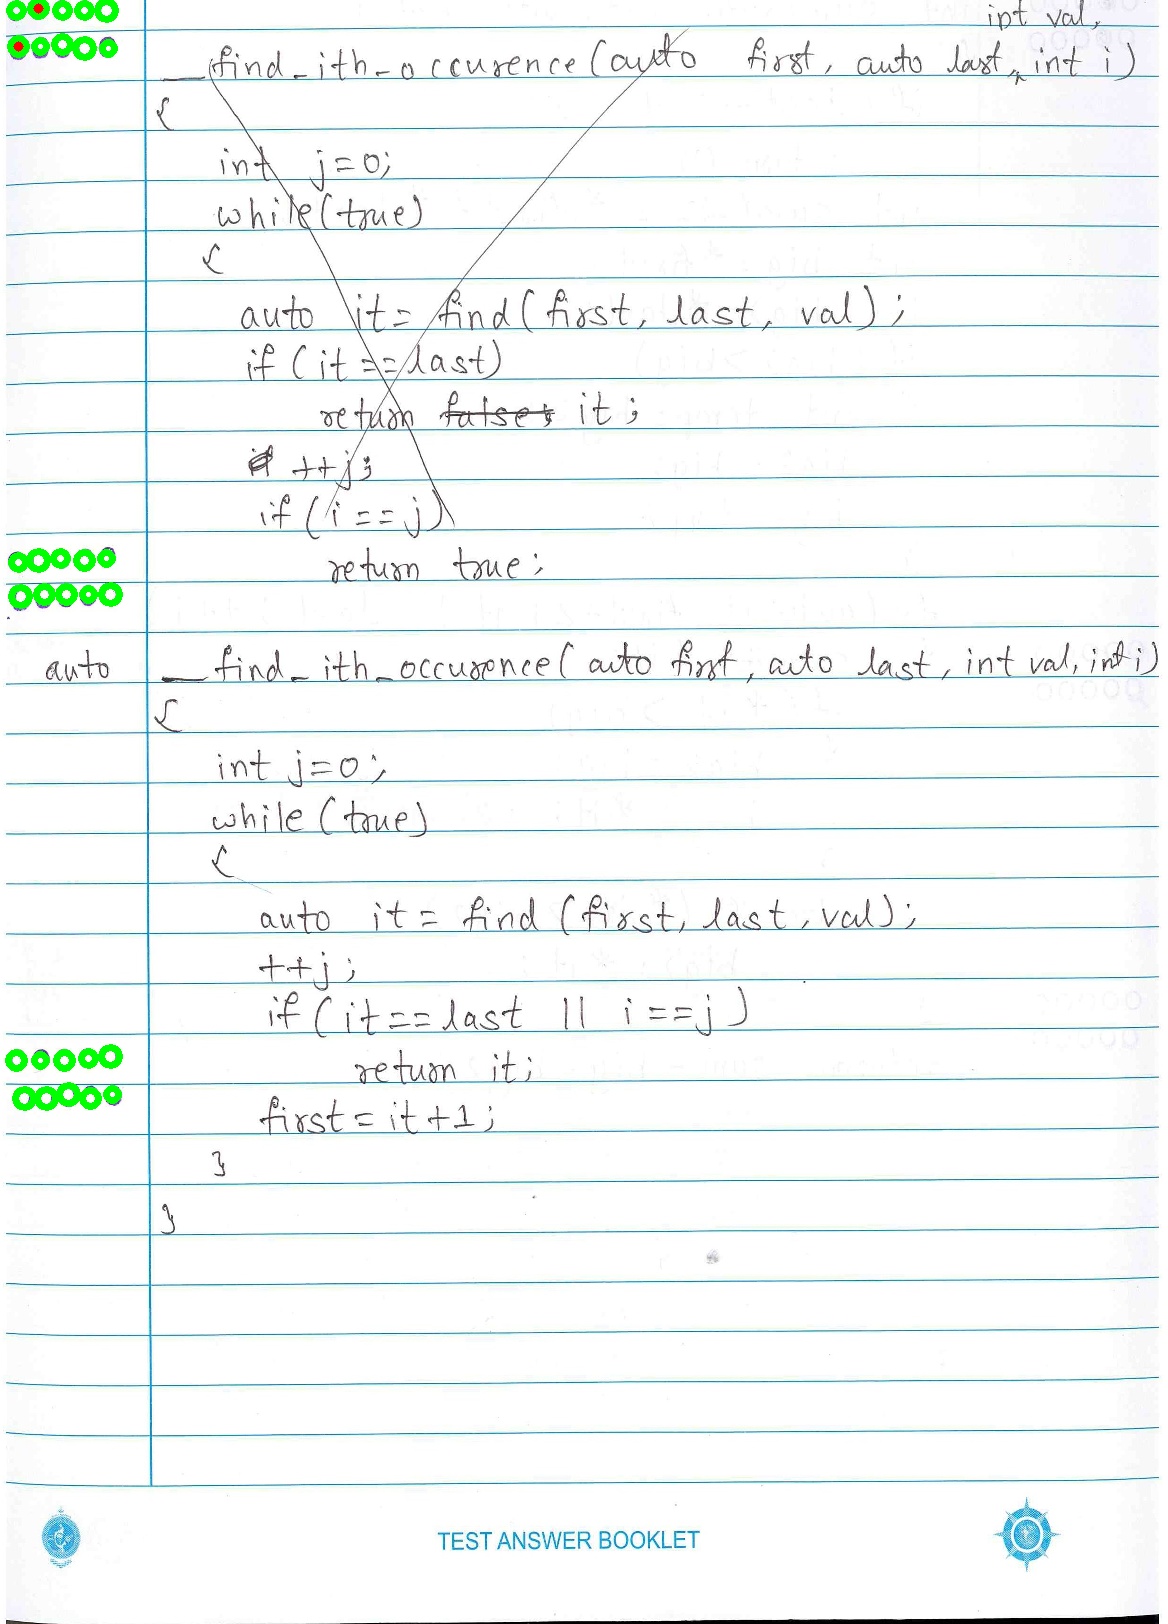 int val,
__find_ith_occurence(auto first, auto last, int i)
{
int j=0;
while(true)
{
auto it= find(first, last, val);
if (it==last)
return false; it;
++j;
if (i==j)
return true;
auto __find_ith_occurence( auto first, auto last, int val, int i)
{
int j=0;
while (true)
{
auto it= find (first, last, val);
++j;
if (it==last || i==j)
return it;
first=it+1;
}
}
TEST ANSWER BOOKLET